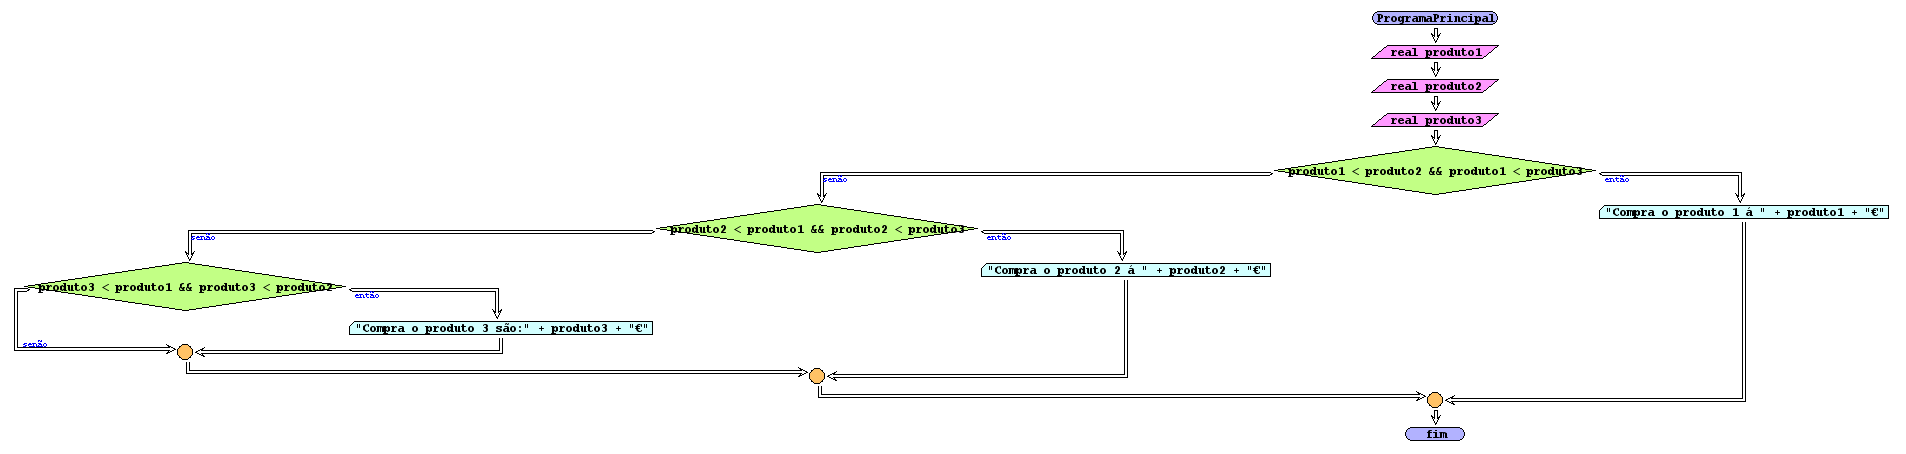 ProgramaPrincipal
real produto1
real produto2
real produto3
produto1 < produto2 && produto1 < produto3
senão
então
"Compra o produto 1 á " + produto1 + "€"
produto2 < produto1 && produto2 < produto3
senão
então
"Compra o produto 2 á " + produto2 + "€"
produto3 < produto1 && produto3 < produto2
então
"Compra o produto 3 são:" + produto3 + "€"
senão
fim